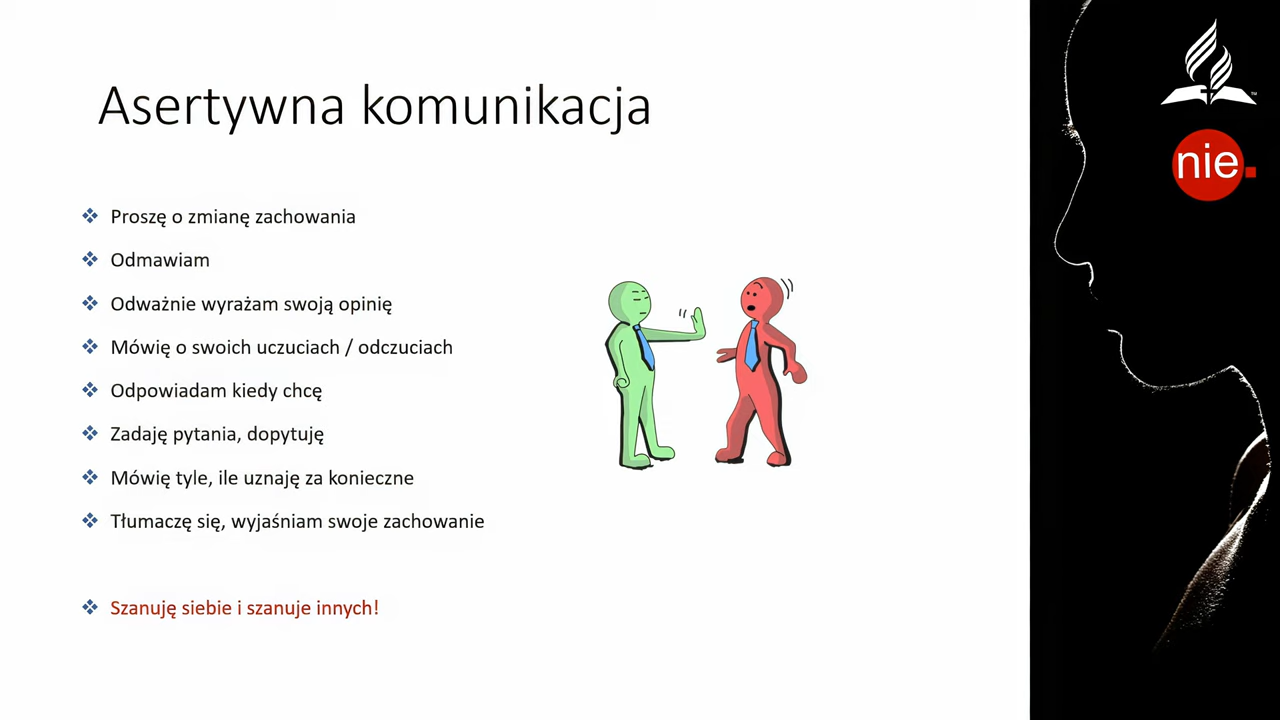 Asertywna komunikacja
nie.
Proszę o zmianę zachowania
Odmawiam
Odważnie wyrażam swoją opinię
Mówię o swoich uczuciach / odczuciach
Odpowiadam kiedy chcę
Zadaję pytania, dopytuję
Mówię tyle, ile uznaję za konieczne
Tłumaczę się, wyjaśniam swoje zachowanie
Szanuję siebie i szanuje innych!